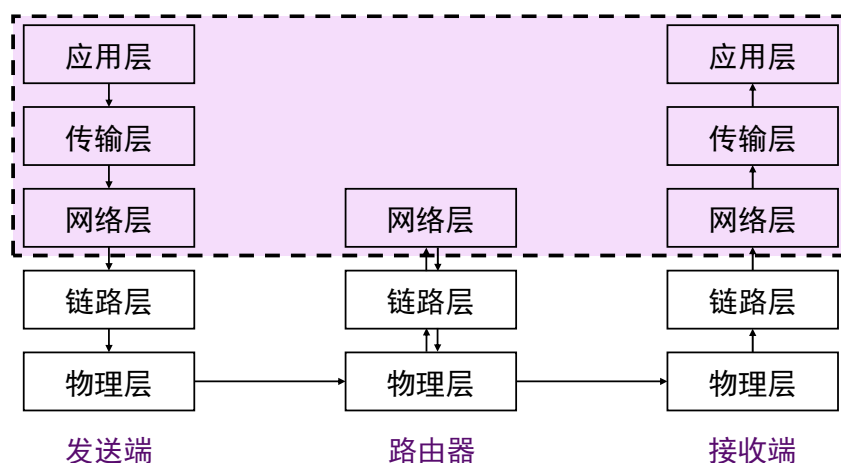 应用层 应用层
传输层 传输层
网络层 网络层 网络层
链路层 链路层 链路层
物理层 物理层 物理层
发送端 路由器 接收端